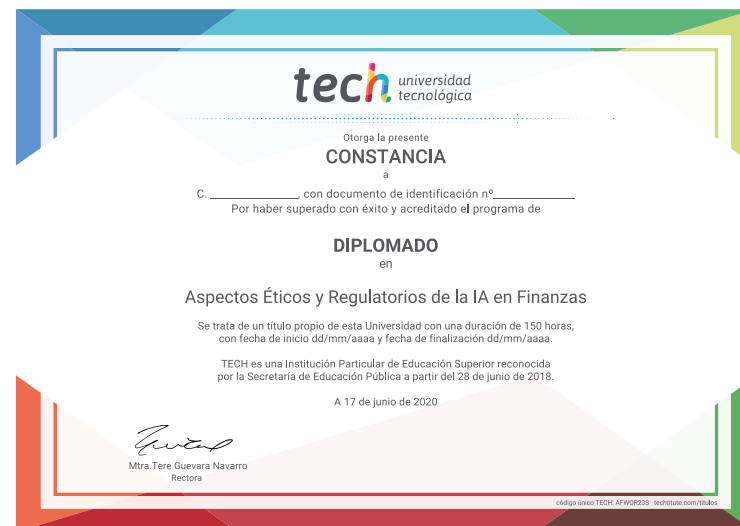 tech universidad
tecnológica
Otorga la presente
CONSTANCIA
a
C. ______________, con documento de identificación nº______________
Por haber superado con éxito y acreditado el programa de
DIPLOMADO
en
Aspectos Éticos y Regulatorios de la IA en Finanzas
Se trata de un título propio de esta Universidad con una duración de 150 horas,
con fecha de inicio dd/mm/aaaa y fecha de finalización dd/mm/aaaa.
TECH es una Institución Particular de Educación Superior reconocida
por la Secretaría de Educación Pública a partir del 28 de junio de 2018.
A 17 de junio de 2020
Mtra.Tere Guevara Navarro
Rectora
código único TECH: AFWOR23S techtitute.com/titulos